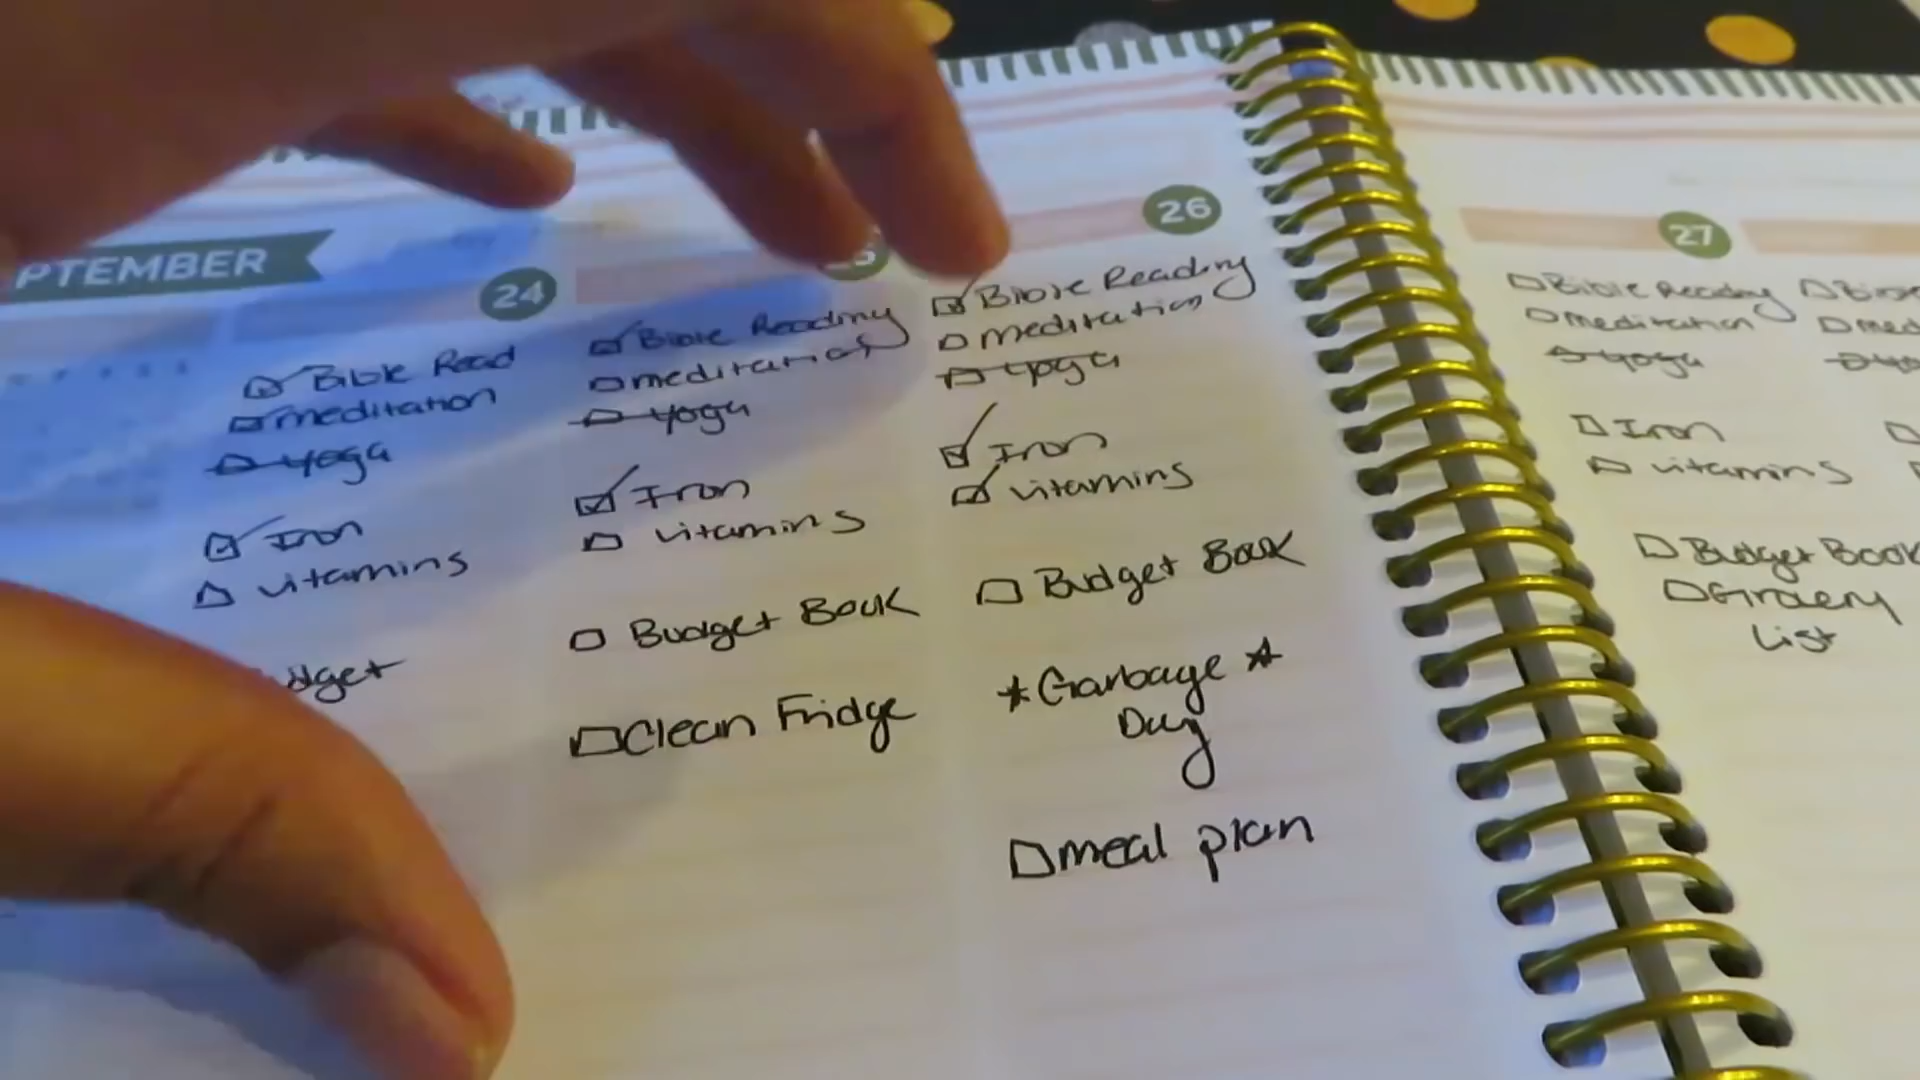 PTEMBER
24
Bible Read
meditation
Yoga
Iron
vitamins
dget
Bible Reading
meditation
Yoga
Iron
vitamins
Budget Book
Clean Fridge
26
Bible Reading
meditation
Yoga
Iron
vitamins
Budget Book
*Garbage*
Day
meal plan
27
Bible Reading
meditation
Yoga
Iron
vitamins
Budget Book
Grocery
List